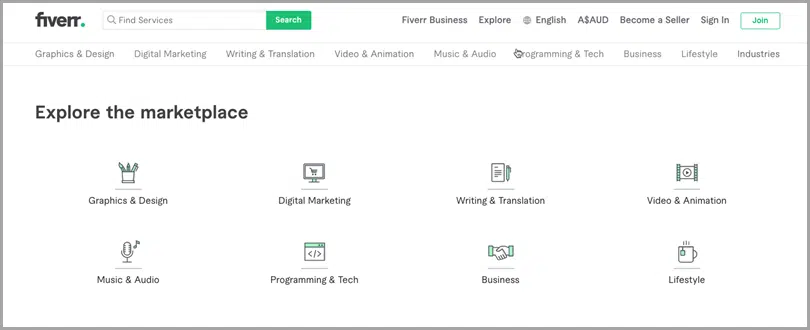 fiverr. Find Services Search Fiverr Business Explore English A$AUD Become a Seller Sign In Join
Graphics & Design Digital Marketing Writing & Translation Video & Animation Music & Audio Programming & Tech Business Lifestyle Industries
Explore the marketplace
Graphics & Design Digital Marketing Writing & Translation Video & Animation
Music & Audio Programming & Tech Business Lifestyle